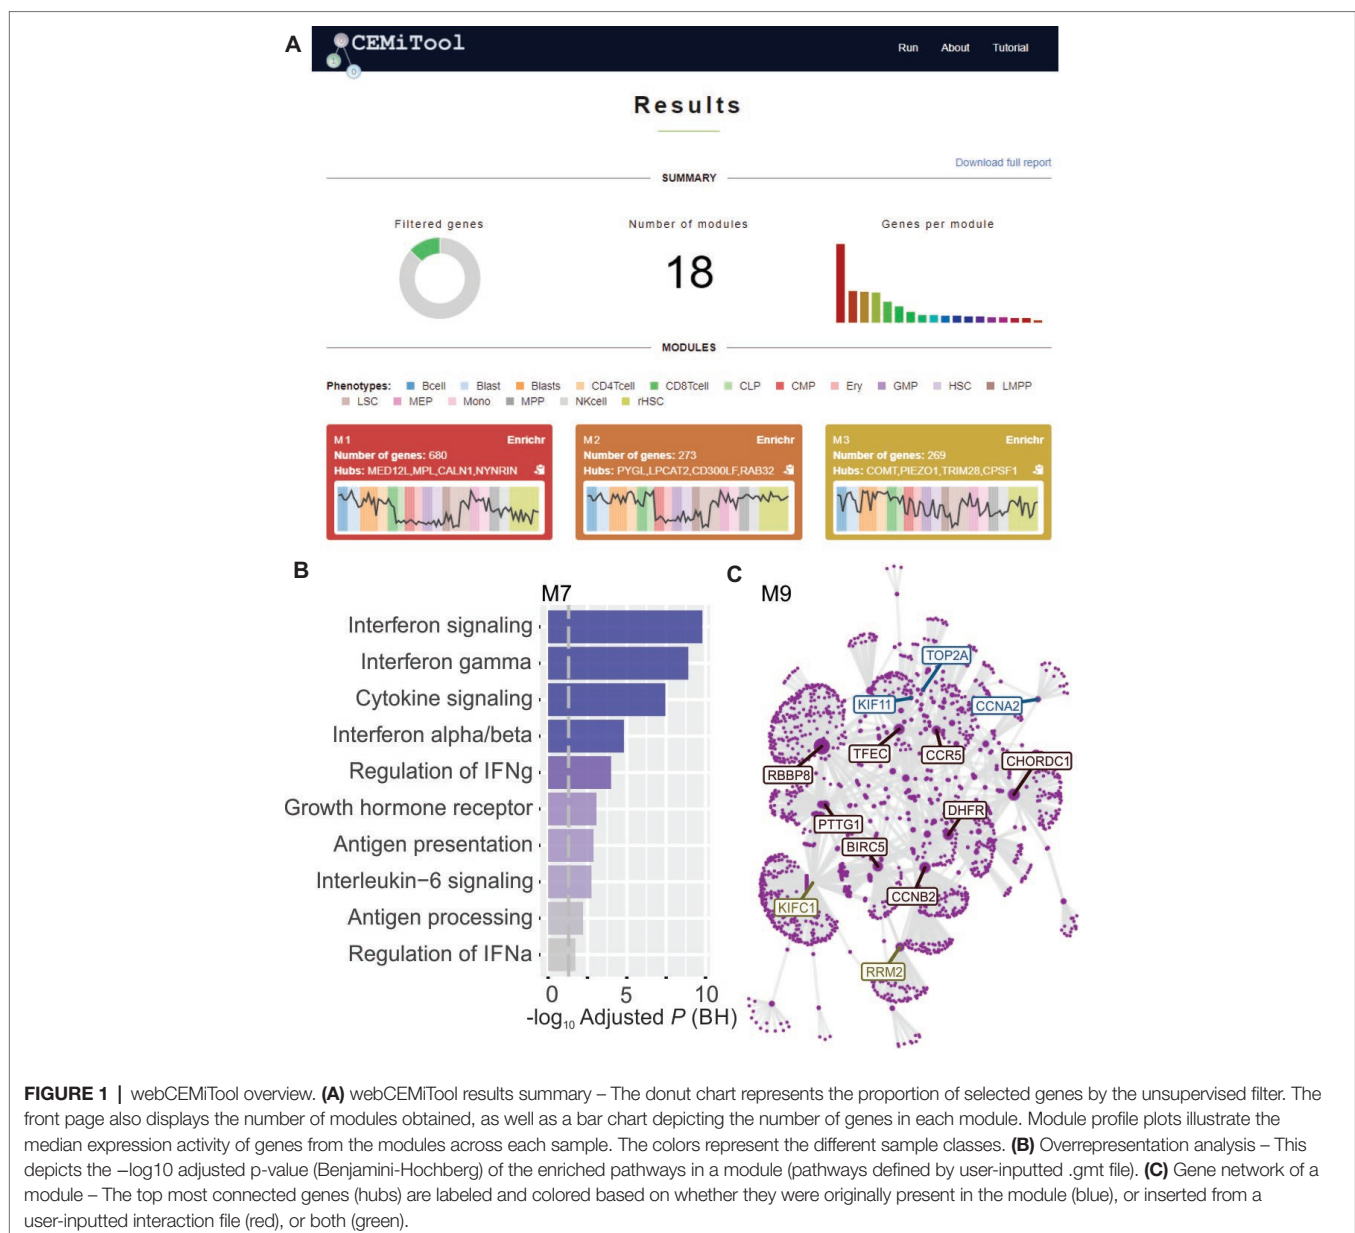 A
CEMiTool
Run About Tutorial
Results
Download full report
SUMMARY
Filtered genes Number of modules Genes per module
18
MODULES
Phenotypes: Bcell Blast Blasts CD4Tcell CD8Tcell CLP CMP Ery GMP HSC LMPP
LSC MEP Mono MPP NKcell rHSC
M1 Enrichr
Number of genes: 680
Hubs: MED12L,MPL,CALN1,NYNRIN
M2 Enrichr
Number of genes: 273
Hubs: PYGL,LPCAT2,CD300LF,RAB32
M3 Enrichr
Number of genes: 269
Hubs: COMT,PIEZO1,TRIM28,CPSF1
B
M7
Interferon signaling
Interferon gamma
Cytokine signaling
Interferon alpha/beta
Regulation of IFNg
Growth hormone receptor
Antigen presentation
Interleukin−6 signaling
Antigen processing
Regulation of IFNa
0 5 10
-log10 Adjusted P (BH)
C
M9
TOP2A
KIF11
CCNA2
TFEC
CCR5
CHORDC1
RBBP8
PTTG1
DHFR
BIRC5
CCNB2
KIFC1
RRM2
FIGURE 1 | webCEMiTool overview. (A) webCEMiTool results summary – The donut chart represents the proportion of selected genes by the unsupervised filter. The
front page also displays the number of modules obtained, as well as a bar chart depicting the number of genes in each module. Module profile plots illustrate the
median expression activity of genes from the modules across each sample. The colors represent the different sample classes. (B) Overrepresentation analysis – This
depicts the −log10 adjusted p-value (Benjamini-Hochberg) of the enriched pathways in a module (pathways defined by user-inputted .gmt file). (C) Gene network of a
module – The top most connected genes (hubs) are labeled and colored based on whether they were originally present in the module (blue), or inserted from a
user-inputted interaction file (red), or both (green).